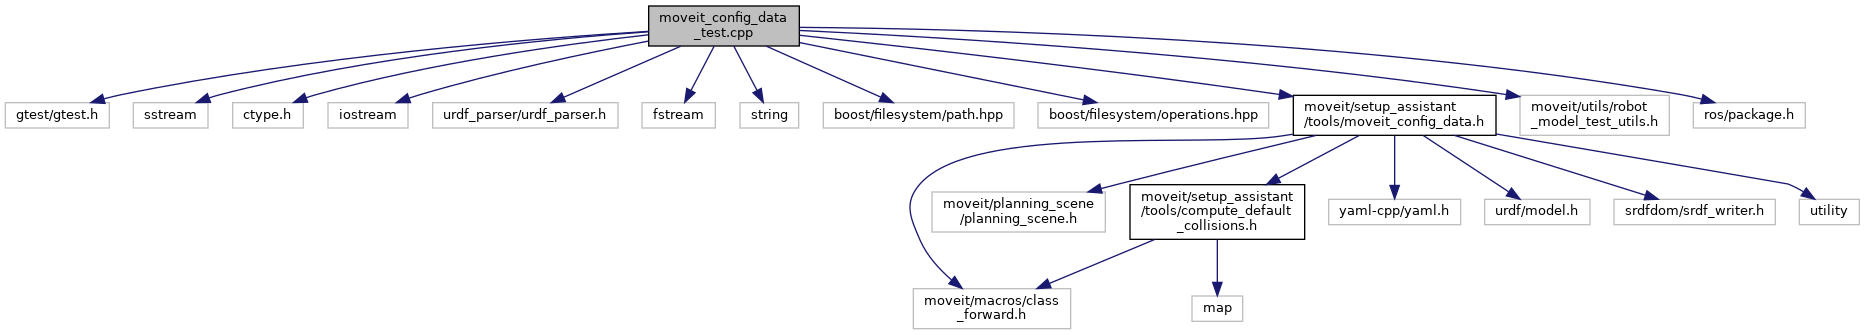 moveit_config_data
_test.cpp
gtest/gtest.h
sstream
ctype.h
iostream
urdf_parser/urdf_parser.h
fstream
string
boost/filesystem/path.hpp
boost/filesystem/operations.hpp
moveit/setup_assistant
/tools/moveit_config_data.h
moveit/utils/robot
_model_test_utils.h
ros/package.h
moveit/planning_scene
/planning_scene.h
moveit/setup_assistant
/tools/compute_default
_collisions.h
yaml-cpp/yaml.h
urdf/model.h
srdfdom/srdf_writer.h
utility
moveit/macros/class
_forward.h
map